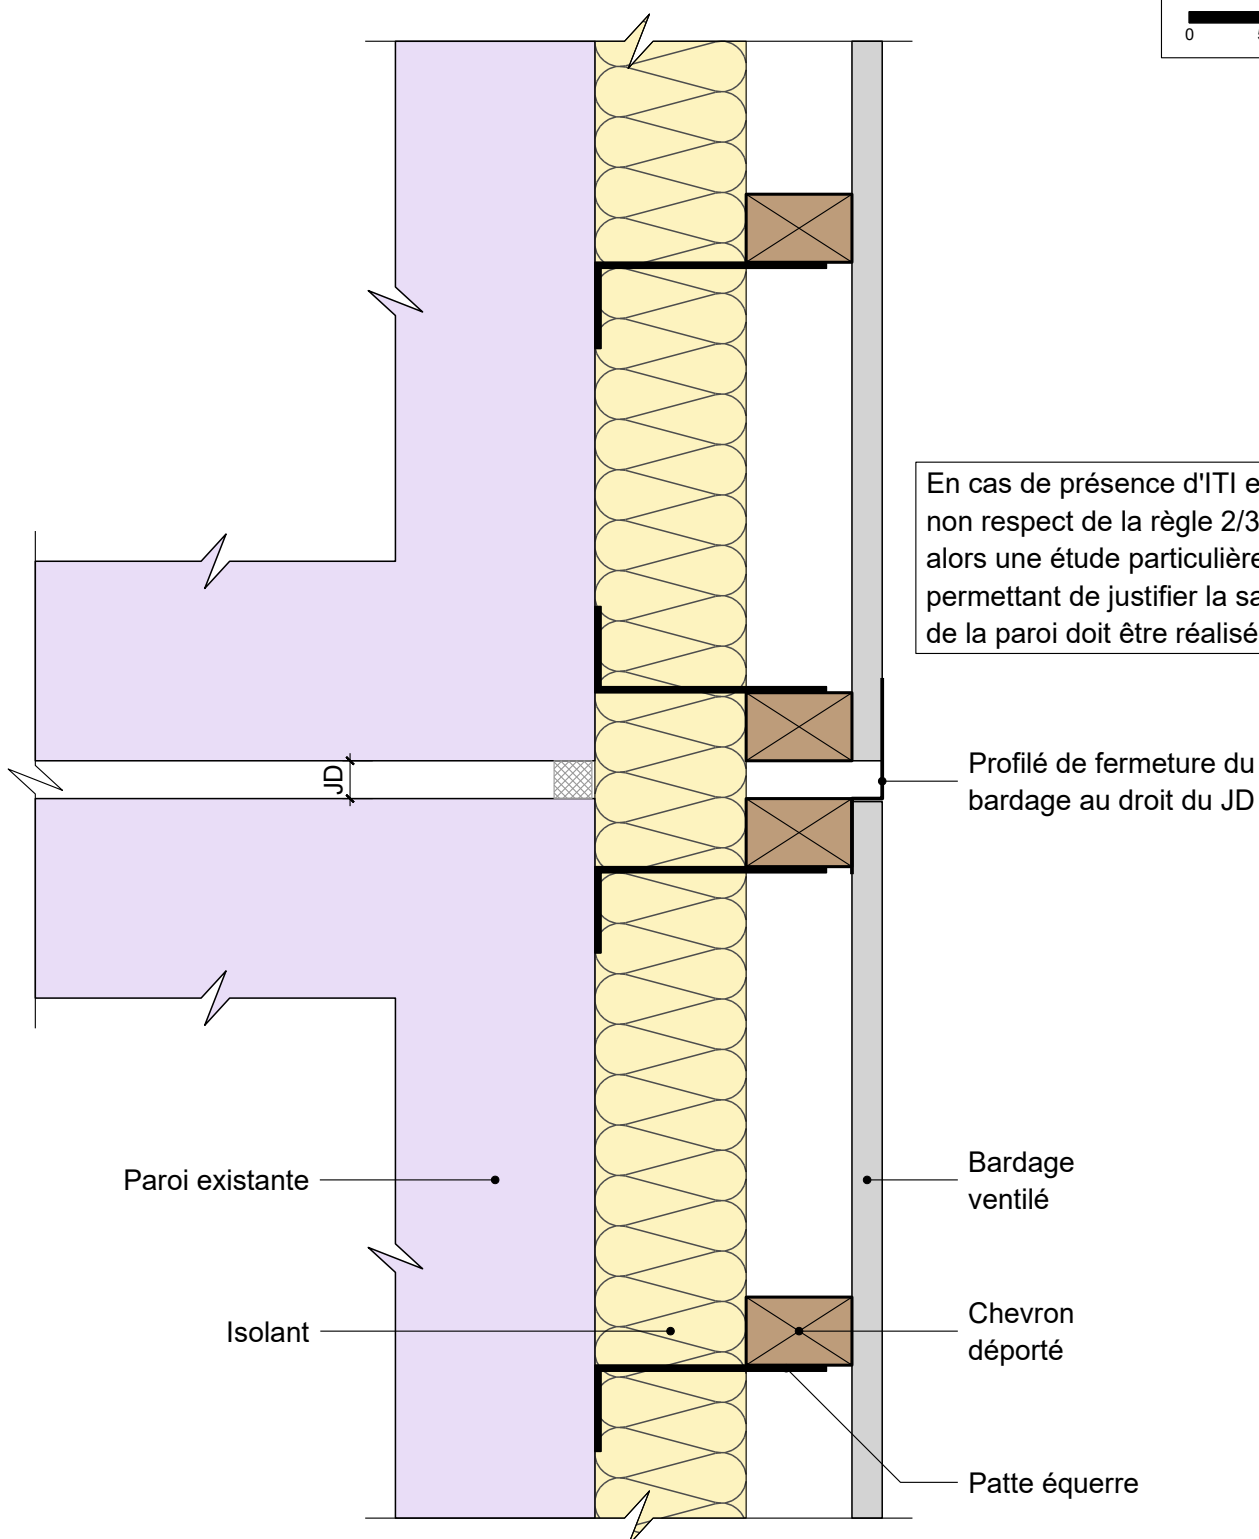 0
En cas de présence d'ITI
non respect de la règle 2/3
alors une étude particulière
permettant de justifier la
de la paroi doit être
JD
Profilé de fermeture du
bardage au droit du JD
Paroi existante
Bardage
ventilé
Isolant
Chevron
déporté
Patte équerre